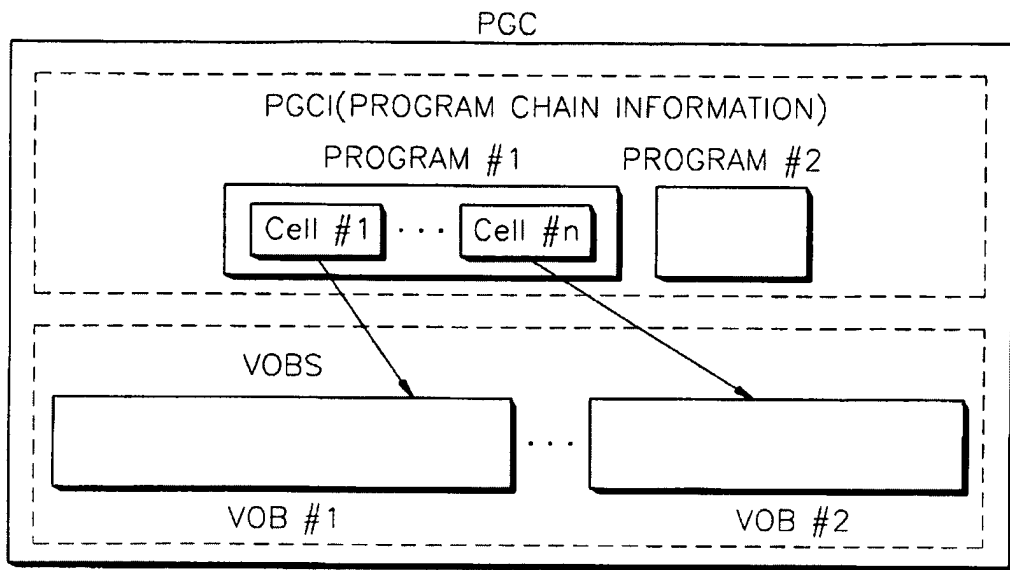 PGC
PGCI(PROGRAM CHAIN INFORMATION)
PROGRAM #1 PROGRAM #2
Cell #1 ··· Cell #n
VOBS
···
VOB #1 VOB #2